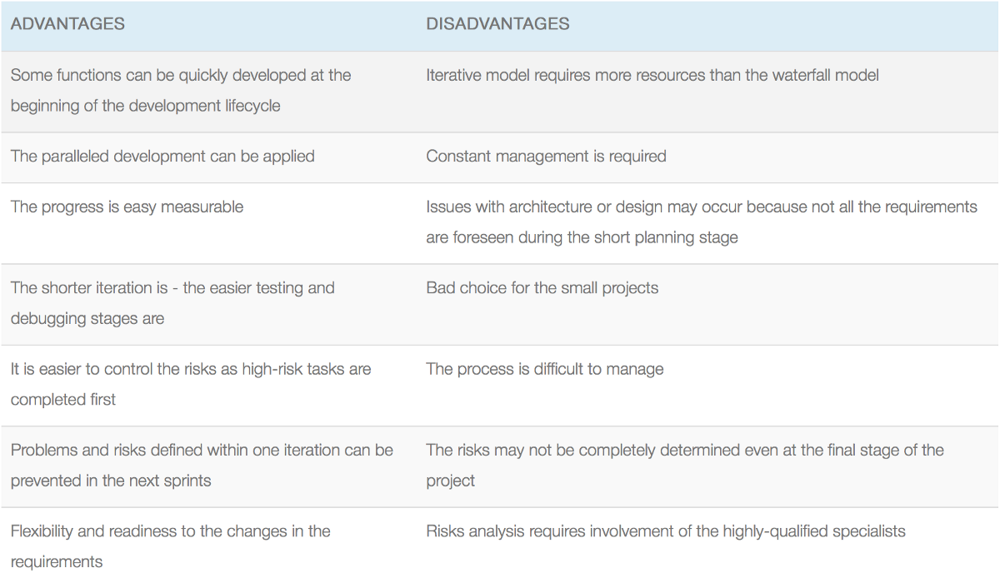 ADVANTAGES DISADVANTAGES
Some functions can be quickly developed at the Iterative model requires more resources than the waterfall model
beginning of the development lifecycle
The paralleled development can be applied Constant management is required
The progress is easy measurable Issues with architecture or design may occur because not all the requirements
are foreseen during the short planning stage
The shorter iteration is - the easier testing and Bad choice for the small projects
debugging stages are
It is easier to control the risks as high-risk tasks are The process is difficult to manage
completed first
Problems and risks defined within one iteration can be The risks may not be completely determined even at the final stage of the
prevented in the next sprints project
Flexibility and readiness to the changes in the Risks analysis requires involvement of the highly-qualified specialists
requirements